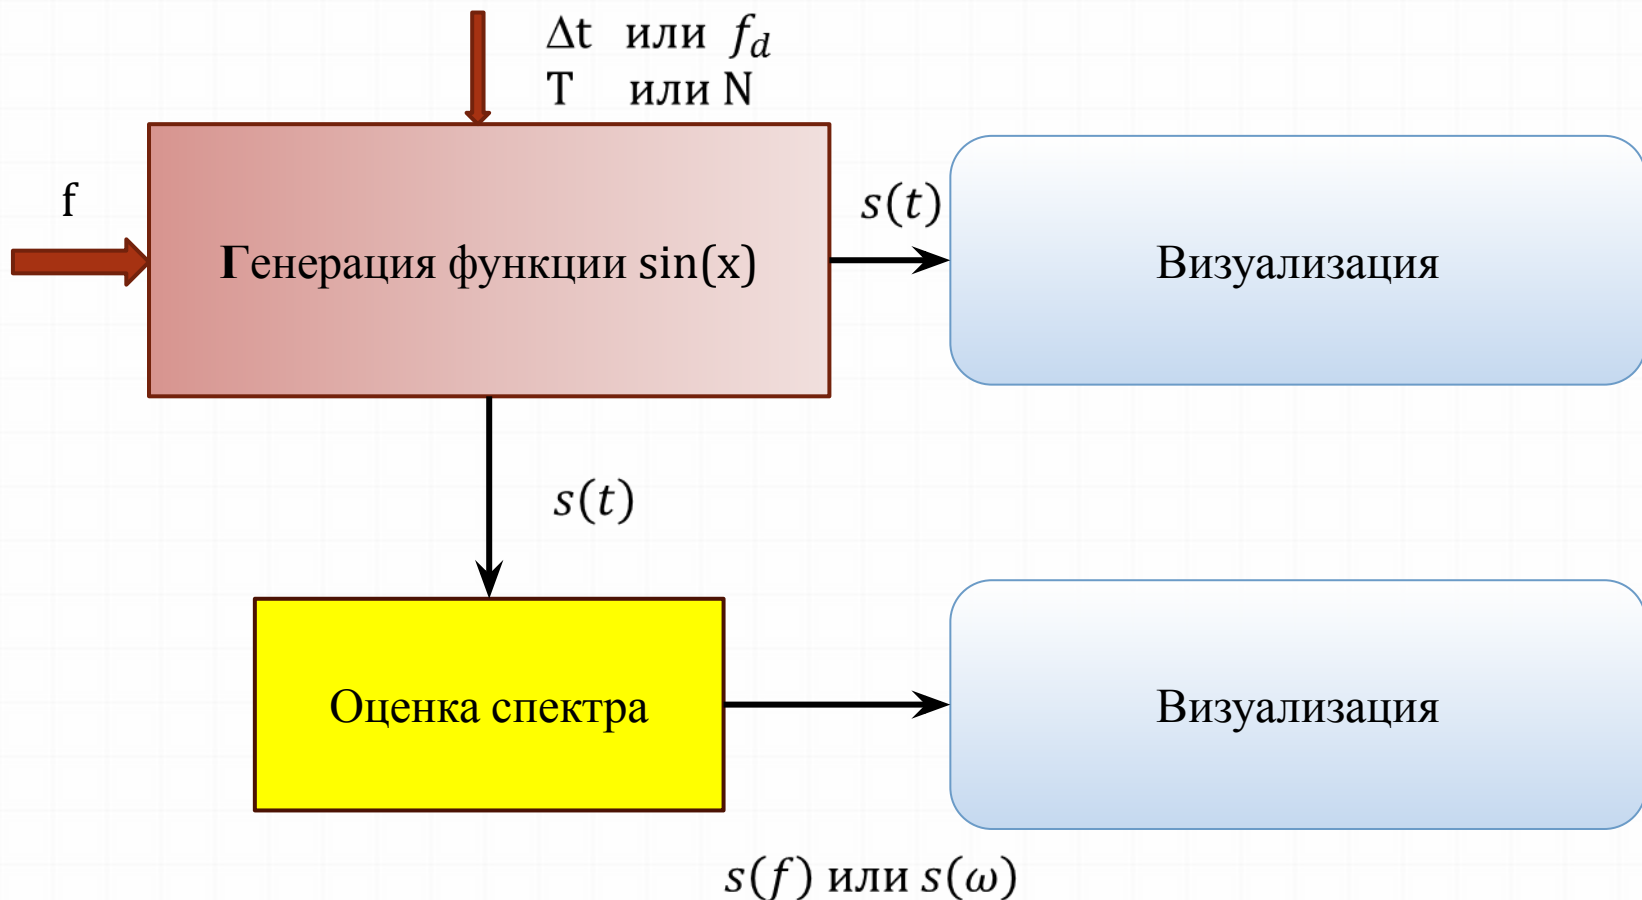 Δt или f_d
T или N
f
Генерация функции sin(x)
s(t)
Визуализация
s(t)
Оценка спектра
Визуализация
s(f) или s(ω)